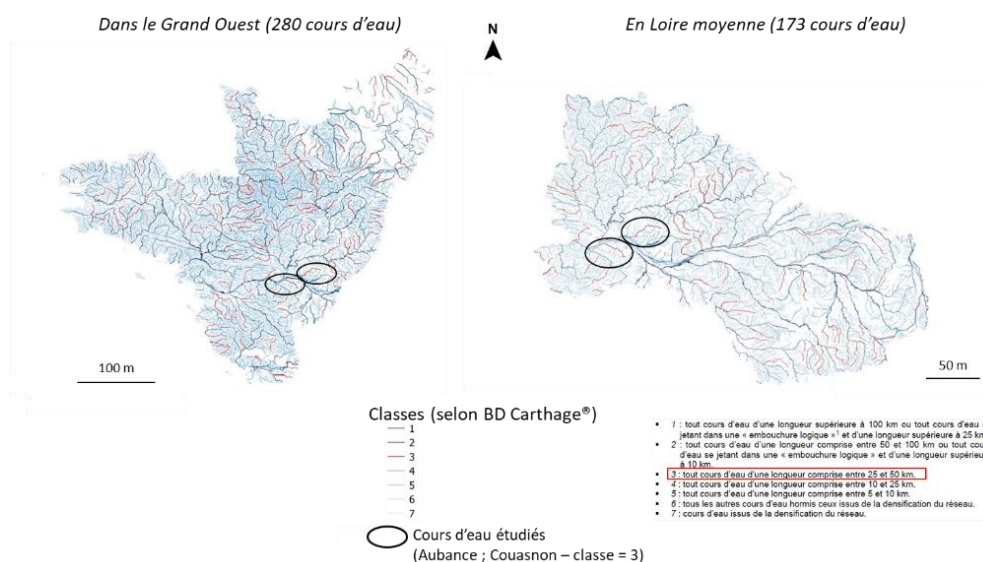 Dans le Grand Ouest (280 cours d’eau)
N
En Loire moyenne (173 cours d’eau)
100 m
50 m
Classes (selon BD Carthage®)
1
2
3
4
5
6
7
Cours d’eau étudiés
(Aubance ; Couasnon – classe = 3)
▪ 1 : tout cours d'eau d'une longueur supérieure à 100 km ou tout cours d'eau
jetant dans une « embouchure logique »¹ et d'une longueur supérieure à 25 km
▪ 2 : tout cours d'eau d'une longueur comprise entre 50 et 100 km ou tout cours
d'eau se jetant dans une « embouchure logique » et d'une longueur supérieure
à 10 km.
▪ 3 : tout cours d'eau d'une longueur comprise entre 25 et 50 km.
▪ 4 : tout cours d'eau d'une longueur comprise entre 10 et 25 km.
▪ 5 : tout cours d'eau d'une longueur comprise entre 5 et 10 km.
▪ 6 : tous les autres cours d'eau hormis ceux issus de la densification du réseau.
▪ 7 : cours d'eau issus de la densification du réseau.